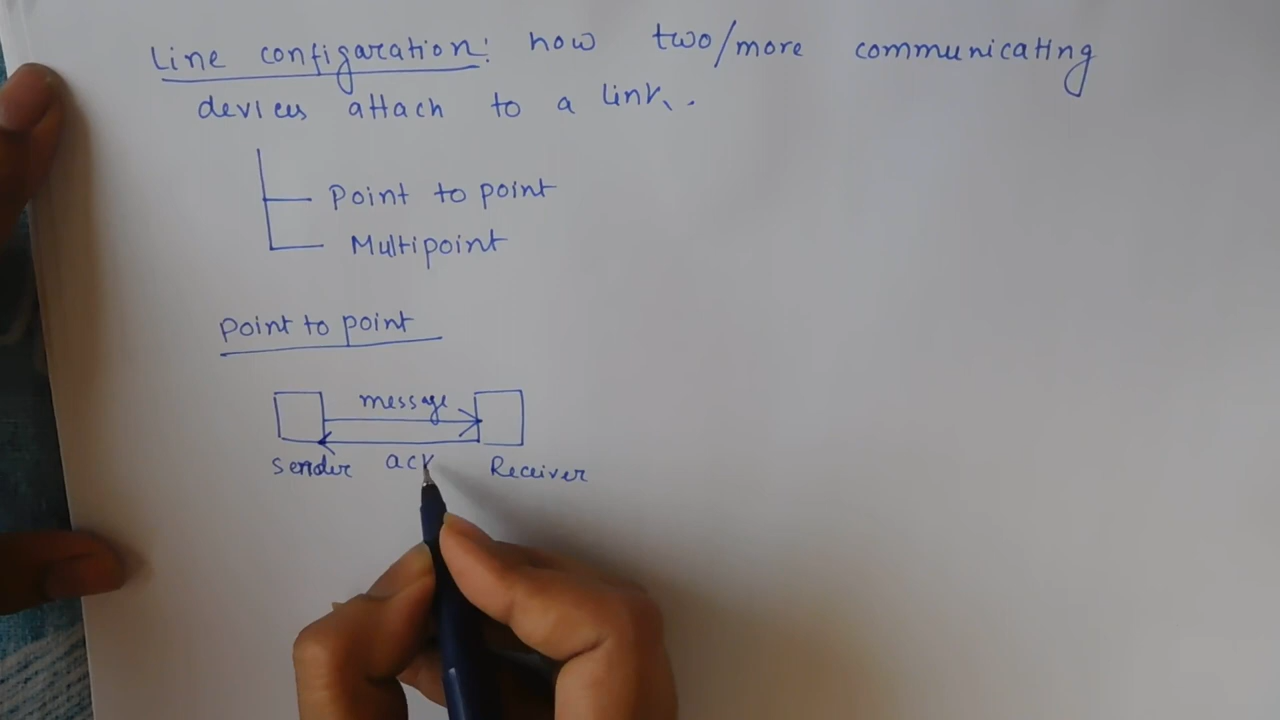 Line configaration: how two/more communicating
devices attach to a link.
Point to point
Multipoint
Point to point
message
sender ack Receiver